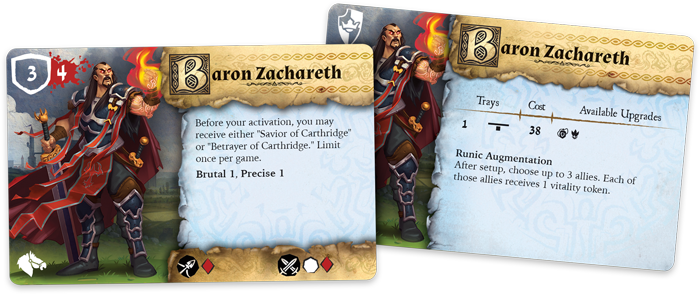 3
4
Baron Zachareth
Before your activation, you may
receive either "Savior of Carthridge"
or "Betrayer of Carthridge." Limit
once per game.
Brutal 1, Precise 1
Baron Zachareth
Trays Cost Available Upgrades
1 38
Runic Augmentation
After setup, choose up to 3 allies. Each of
those allies receives 1 vitality token.